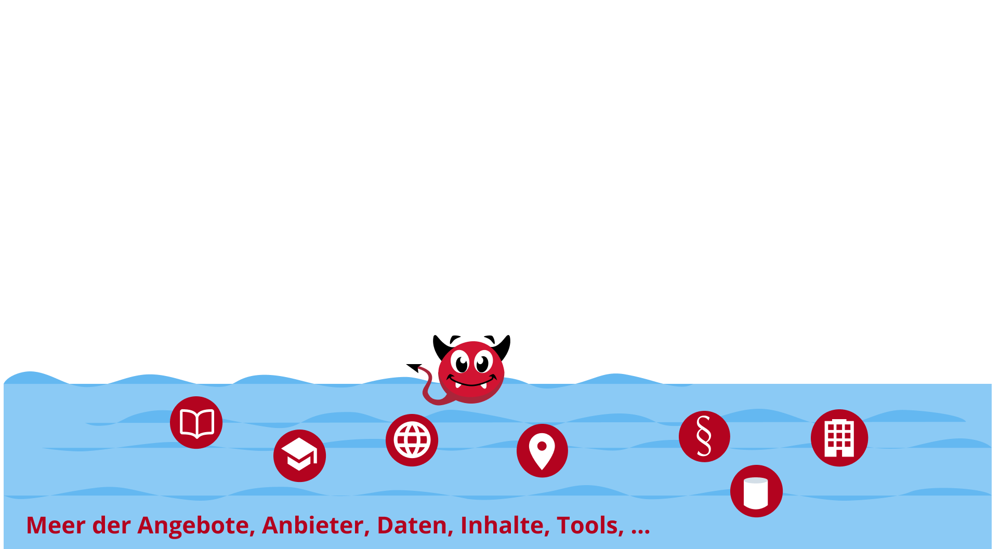 §
Meer der Angebote, Anbieter, Daten, Inhalte, Tools, ...